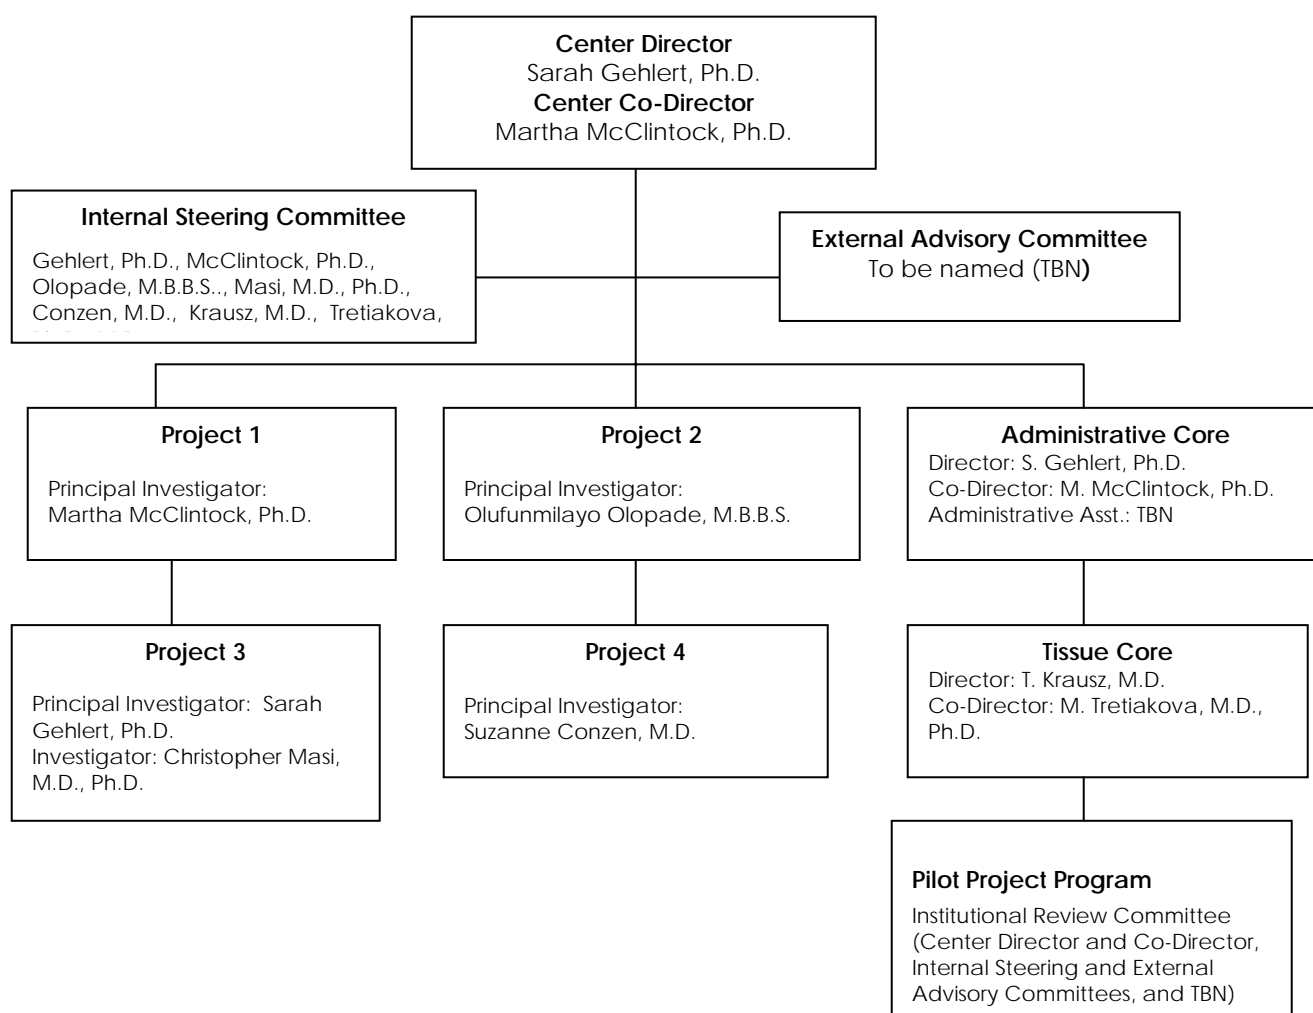 Center Director
Sarah Gehlert, Ph.D.
Center Co-Director
Martha McClintock, Ph.D.
Internal Steering Committee
Gehlert, Ph.D., McClintock, Ph.D.,
Olopade, M.B.B.S.., Masi, M.D., Ph.D.,
Conzen, M.D., Krausz, M.D., Tretiakova,
External Advisory Committee
To be named (TBN)
Project 1
Principal Investigator:
Martha McClintock, Ph.D.
Project 2
Principal Investigator:
Olufunmilayo Olopade, M.B.B.S.
Administrative Core
Director: S. Gehlert, Ph.D.
Co-Director: M. McClintock, Ph.D.
Administrative Asst.: TBN
Project 3
Principal Investigator: Sarah
Gehlert, Ph.D.
Investigator: Christopher Masi,
M.D., Ph.D.
Project 4
Principal Investigator:
Suzanne Conzen, M.D.
Tissue Core
Director: T. Krausz, M.D.
Co-Director: M. Tretiakova, M.D.,
Ph.D.
Pilot Project Program
Institutional Review Committee
(Center Director and Co-Director,
Internal Steering and External
Advisory Committees, and TBN)